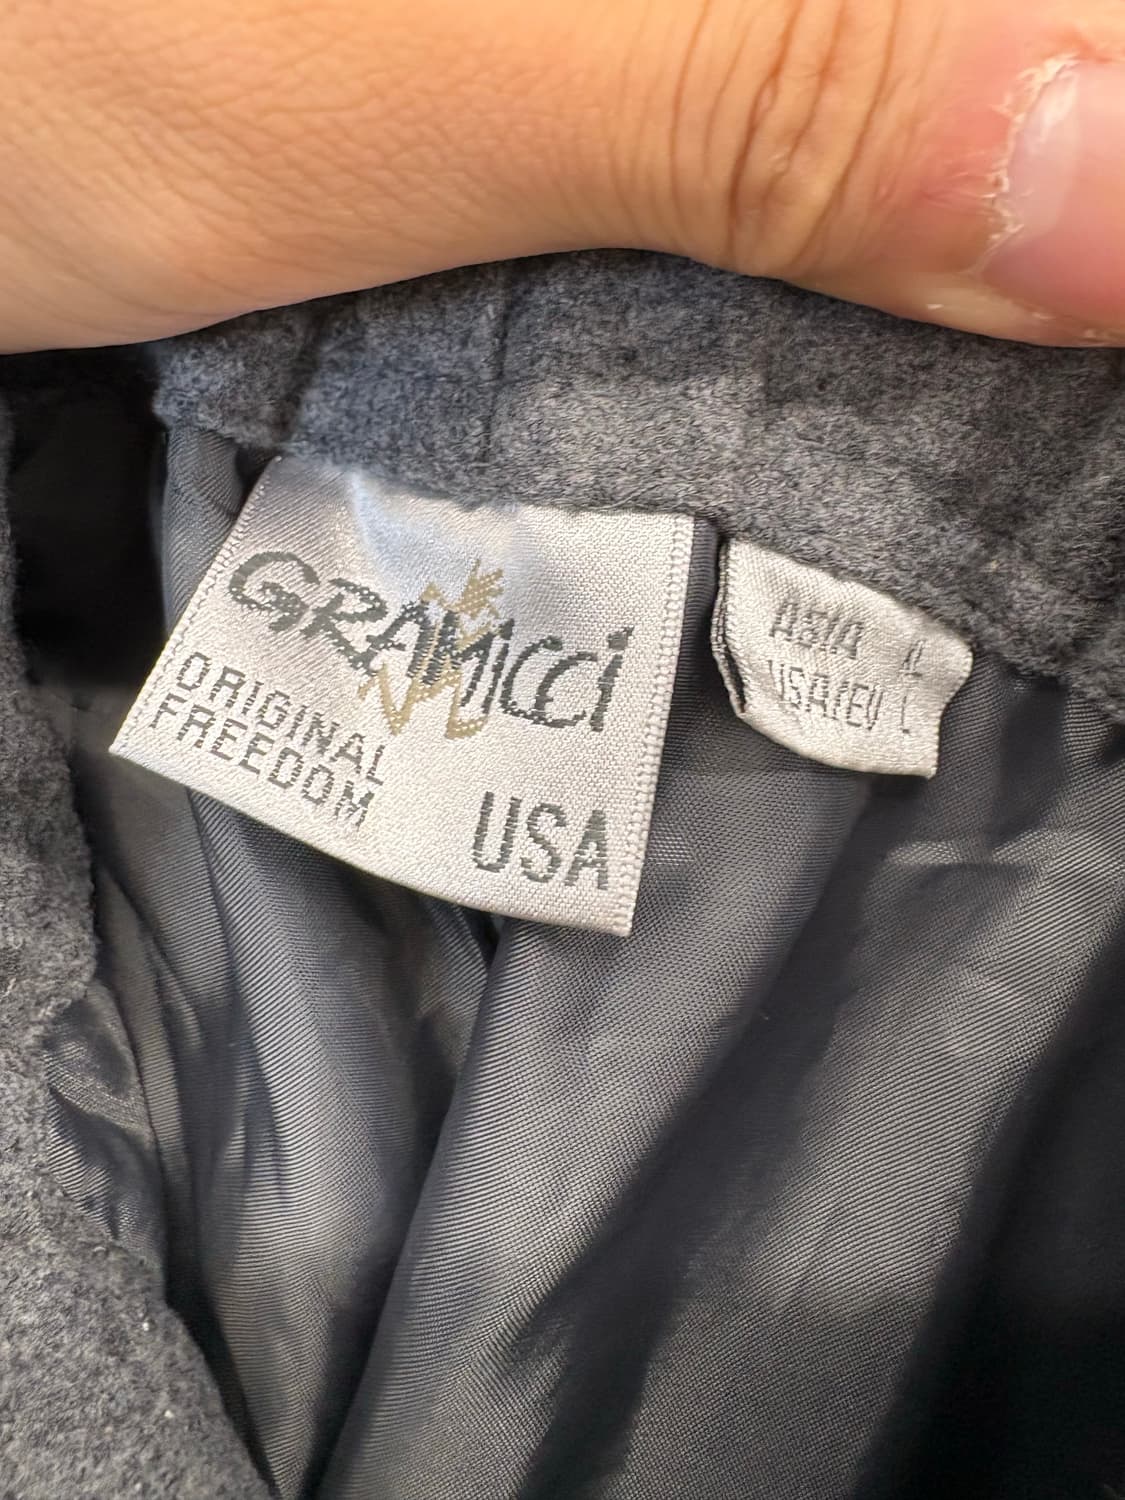 GRAMICCI
ORIGINAL
FREEDOM
USA
ASIA
USA/EU L